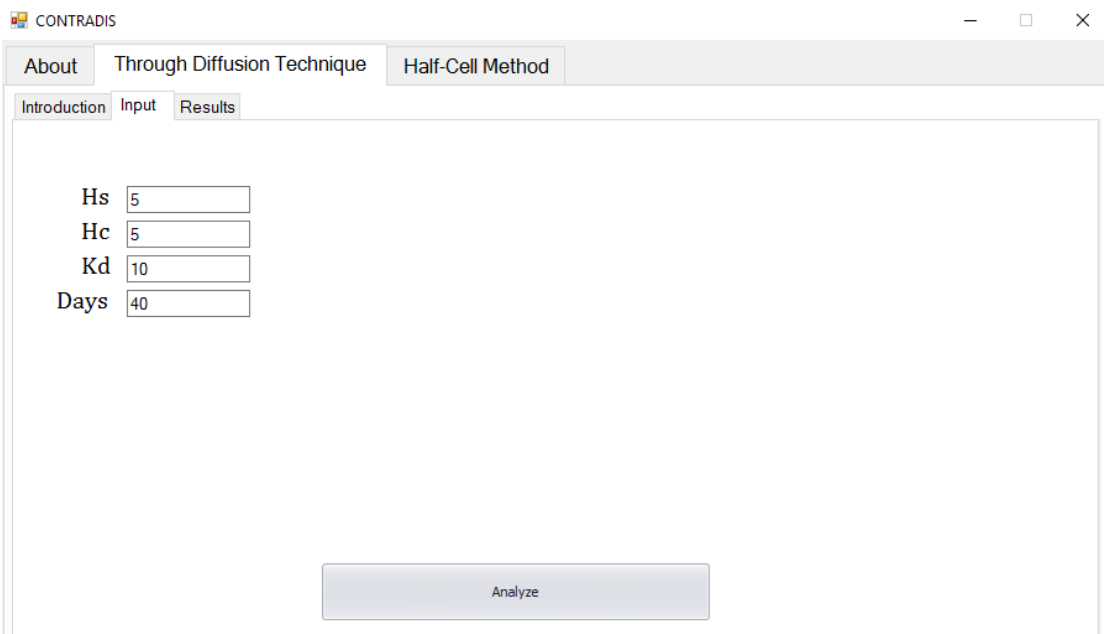 CONTRADIS
About Through Diffusion Technique Half-Cell Method
Introduction Input Results
Hs 5
Hc 5
Kd 10
Days 40
Analyze